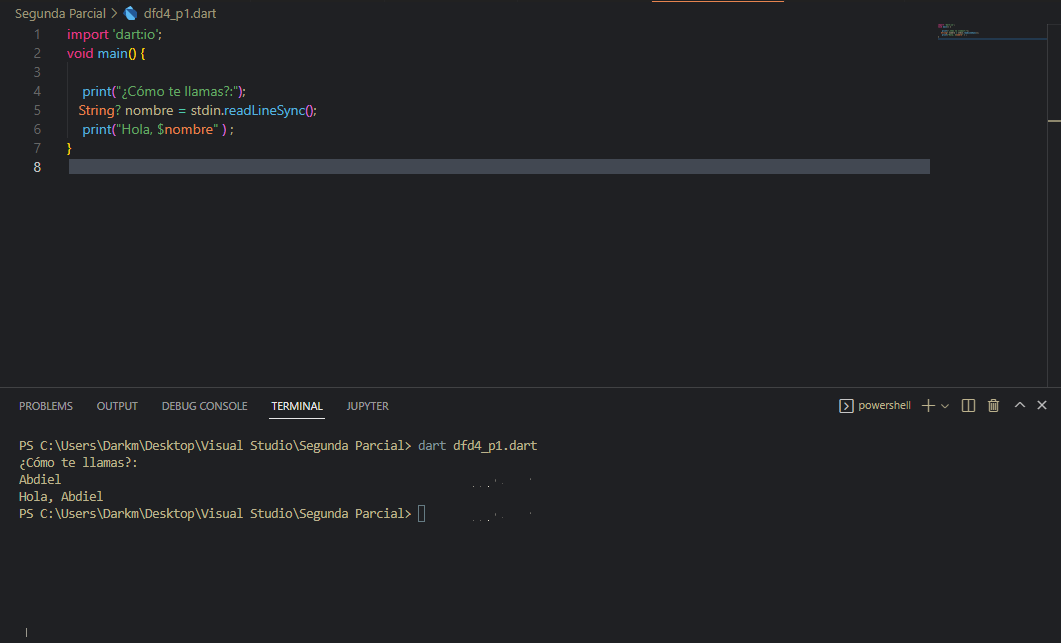 Segunda Parcial > dfd4_p1.dart
1 import 'dart:io';
2 void main() {
3
4 print("¿Cómo te llamas?:");
5 String? nombre = stdin.readLineSync();
6 print("Hola, $nombre" ) ;
7 }
8
PROBLEMS OUTPUT DEBUG CONSOLE TERMINAL JUPYTER powershell
PS C:\Users\Darkm\Desktop\Visual Studio\Segunda Parcial> dart dfd4_p1.dart
¿Cómo te llamas?:
Abdiel
Hola, Abdiel
PS C:\Users\Darkm\Desktop\Visual Studio\Segunda Parcial>